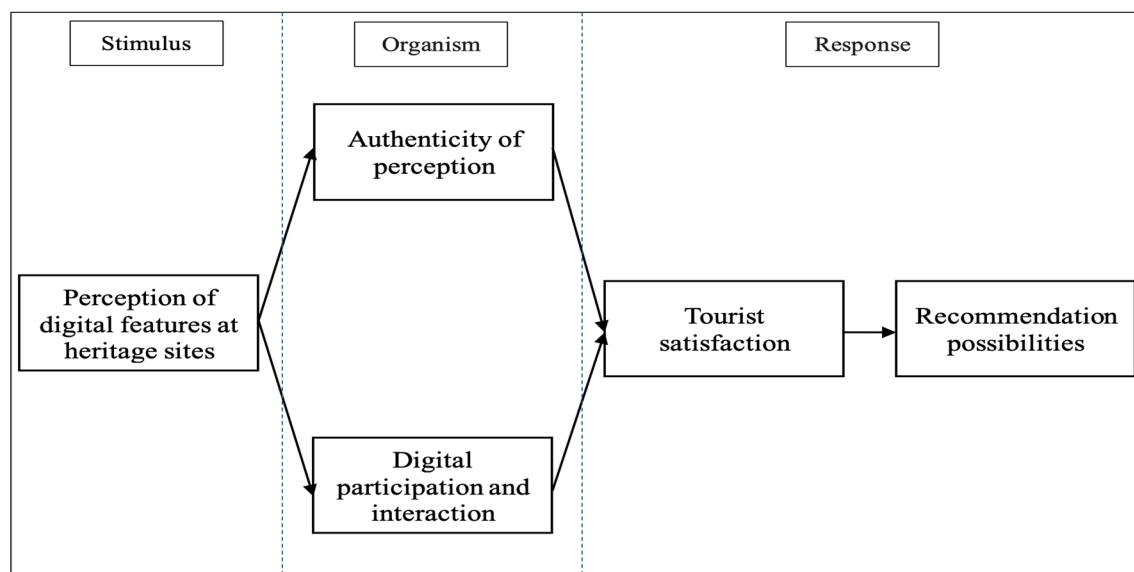 Stimulus
Organism
Response
Authenticity of
perception
Perception of
digital features at
heritage sites
Tourist
satisfaction
Recommendation
possibilities
Digital
participation and
interaction